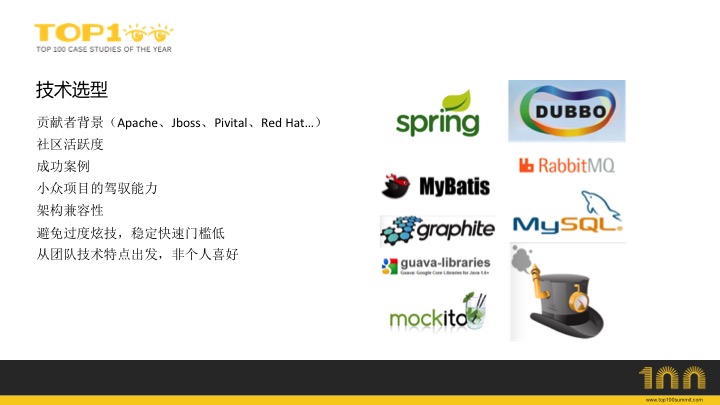 TOP100
TOP 100 CASE STUDIES OF THE YEAR
技术选型
贡献者背景（Apache、Jboss、Pivital、Red Hat…）
社区活跃度
成功案例
小众项目的驾驭能力
架构兼容性
避免过度炫技，稳定快速门槛低
从团队技术特点出发，非个人喜好
spring
DUBBO
RabbitMQ
MyBatis
MySQL®
graphite
guava-libraries
Guava: Google Core Libraries for Java 1.6+
mockito
100
www.top100summit.com